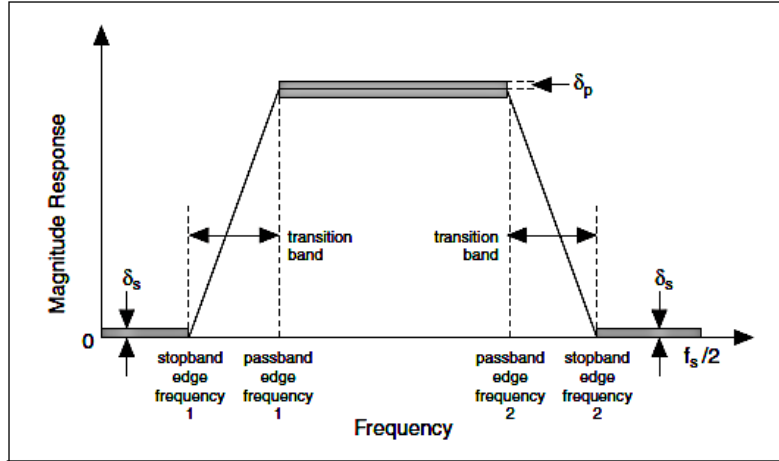 Magnitude Response
δp
transition
band
transition
band
δs
δs
0
fs/2
stopband
edge
frequency
1
passband
edge
frequency
1
passband
edge
frequency
2
stopband
edge
frequency
2
Frequency